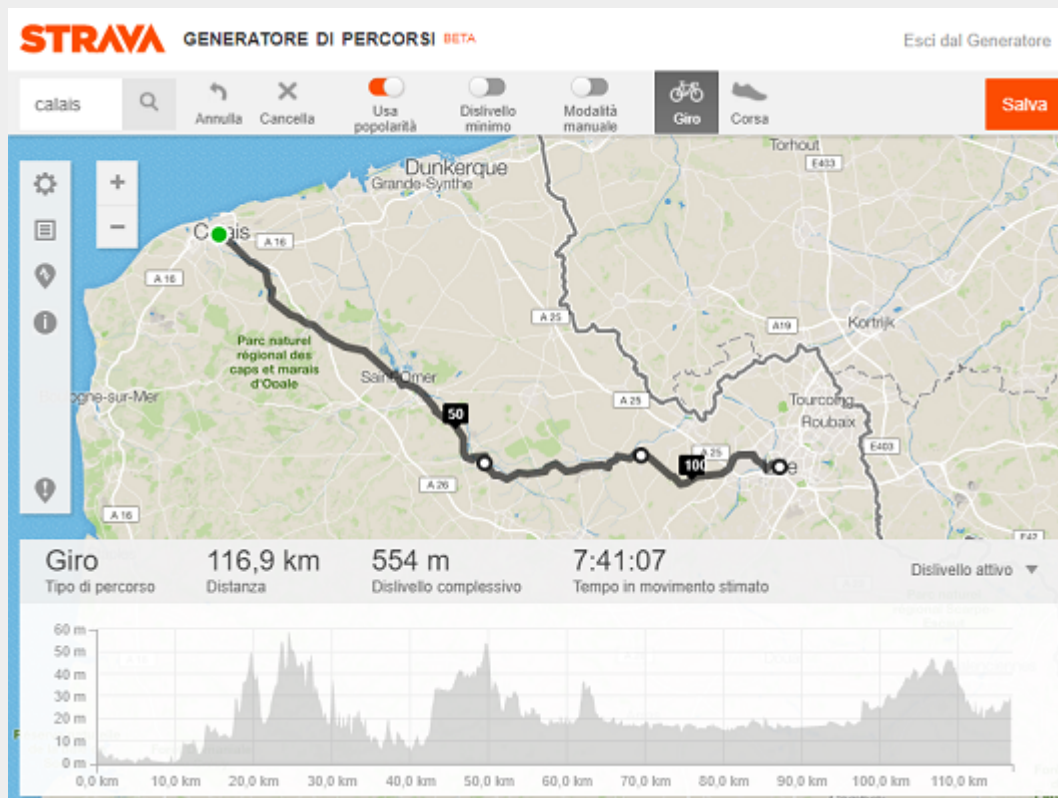 STRAVA GENERATORE DI PERCORSI BETA
Esci dal Generatore
calais
Annulla
Cancella
Usa
popolarità
Dislivello
minimo
Modalità
manuale
Giro
Corsa
Salva
Torhout
E403
Dunkerque
Grande-Synthe
A 16
A 16
A 25
A19
Kortrijk
Parc naturel
régional des
caps et marais
d'Opale
A 25
Tourcoing
Roubaix
50
A 25
E403
100
A 26
A 16
E42
Giro
Tipo di percorso
116,9 km
Distanza
554 m
Dislivello complessivo
7:41:07
Tempo in movimento stimato
Dislivello attivo
60 m
50 m
40 m
30 m
20 m
10 m
0 m
0,0 km
10,0 km
20,0 km
30,0 km
40,0 km
50,0 km
60,0 km
70,0 km
80,0 km
90,0 km
100,0 km
110,0 km